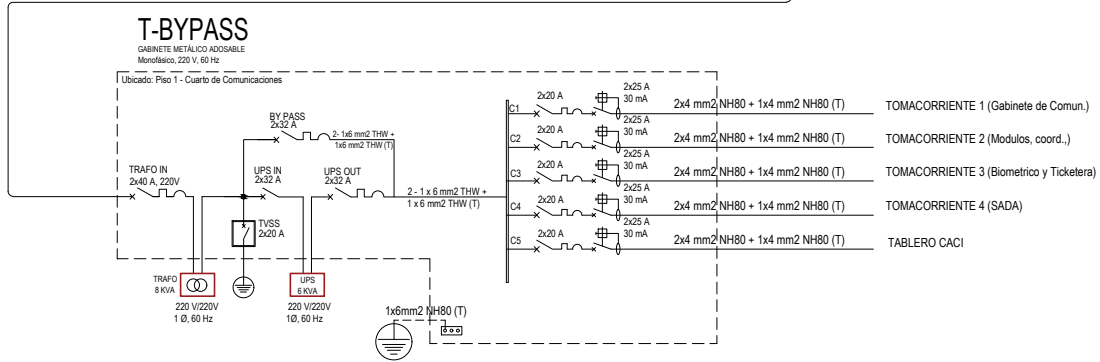 T-BYPASS
GABINETE METÁLICO ADOSABLE
Monofásico, 220 V, 60 Hz
Ubicado: Piso 1 - Cuarto de Comunicaciones
BY PASS
2x32 A
2- 1x6 mm2 THW +
1x6 mm2 THW (T)
TRAFO IN
2x40 A, 220V
UPS IN
2x32 A
UPS OUT
2x32 A
2 - 1 x 6 mm2 THW +
1 x 6 mm2 THW (T)
TVSS
2x20 A
TRAFO
8 KVA
220 V/220V
1 Ø, 60 Hz
UPS
6 KVA
220 V/220V
1Ø, 60 Hz
1x6mm2 NH80 (T)
C1
2x20 A
2x25 A
30 mA
2x4 mm2 NH80 + 1x4 mm2 NH80 (T)
TOMACORRIENTE 1 (Gabinete de Comun.)
C2
2x20 A
2x25 A
30 mA
2x4 mm2 NH80 + 1x4 mm2 NH80 (T)
TOMACORRIENTE 2 (Modulos, coord.,)
C3
2x20 A
2x25 A
30 mA
2x4 mm2 NH80 + 1x4 mm2 NH80 (T)
TOMACORRIENTE 3 (Biometrico y Ticketera)
C4
2x20 A
2x25 A
30 mA
2x4 mm2 NH80 + 1x4 mm2 NH80 (T)
TOMACORRIENTE 4 (SADA)
C5
2x20 A
2x25 A
30 mA
2x4 mm2 NH80 + 1x4 mm2 NH80 (T)
TABLERO CACI